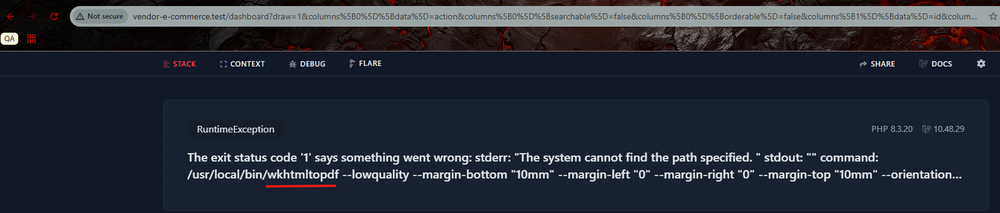 Not secure vendor-e-commerce.test/dashboard?draw=1&columns%5B0%5D%5Bdata%5D=action&columns%5B0%5D%5Bsearchable%5D=false&columns%5B0%5D%5Borderable%5D=false&columns%5B1%5D%5Bdata%5D=id&colum...
QA
STACK CONTEXT DEBUG FLARE SHARE DOCS
RuntimeException PHP 8.3.20 10.48.29
The exit status code '1' says something went wrong: stderr: "The system cannot find the path specified. " stdout: "" command:
/usr/local/bin/wkhtmltopdf --lowquality --margin-bottom "10mm" --margin-left "0" --margin-right "0" --margin-top "10mm" --orientation...